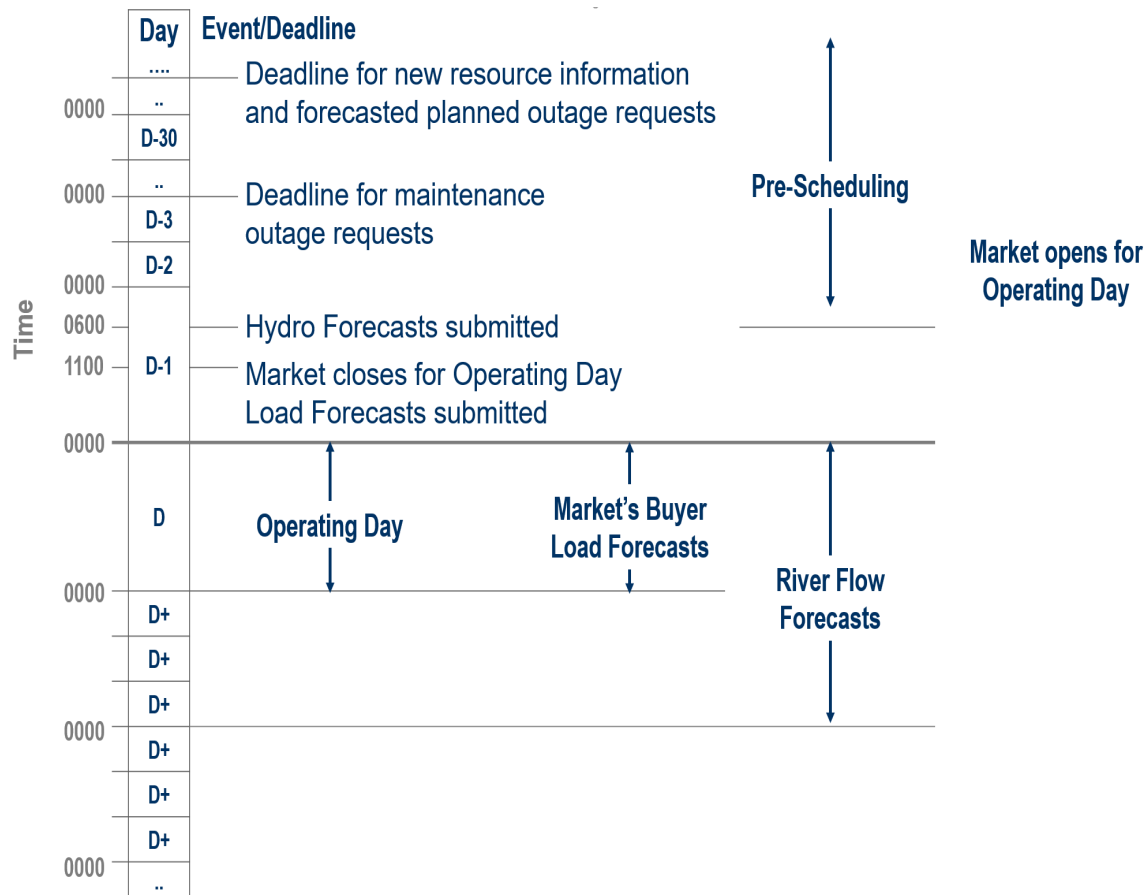 Day Event/Deadline
....
Deadline for new resource information
..
0000
and forecasted planned outage requests
D-30
..
Pre-Scheduling
0000
Deadline for maintenance
D-3
outage requests
Market opens for
D-2
0000
Operating Day
Time
0600
Hydro Forecasts submitted
1100
D-1
Market closes for Operating Day
Load Forecasts submitted
0000
D
Operating Day
Market's Buyer
Load Forecasts
River Flow
Forecasts
0000
D+
D+
D+
0000
D+
D+
D+
0000
..